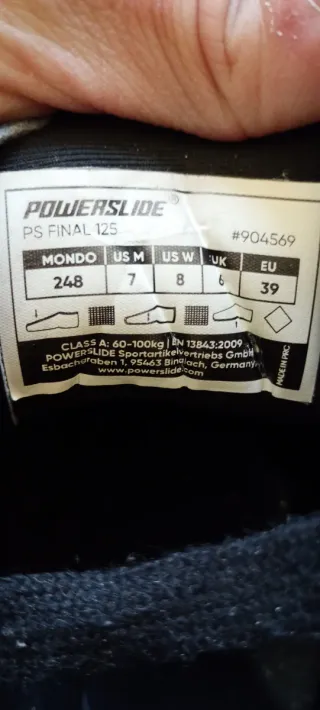 POWERSLIDE®
PS FINAL 125 #904569
MONDO US M US W UK EU
248 7 8 6 39
CLASS A: 60-100kg | EN 13843:2009
POWERSLIDE Sportartikelvertriebs GmbH
Esbachgraben 1, 95463 Bindlach, Germany,
www.powerslide.com
MADE IN PRC